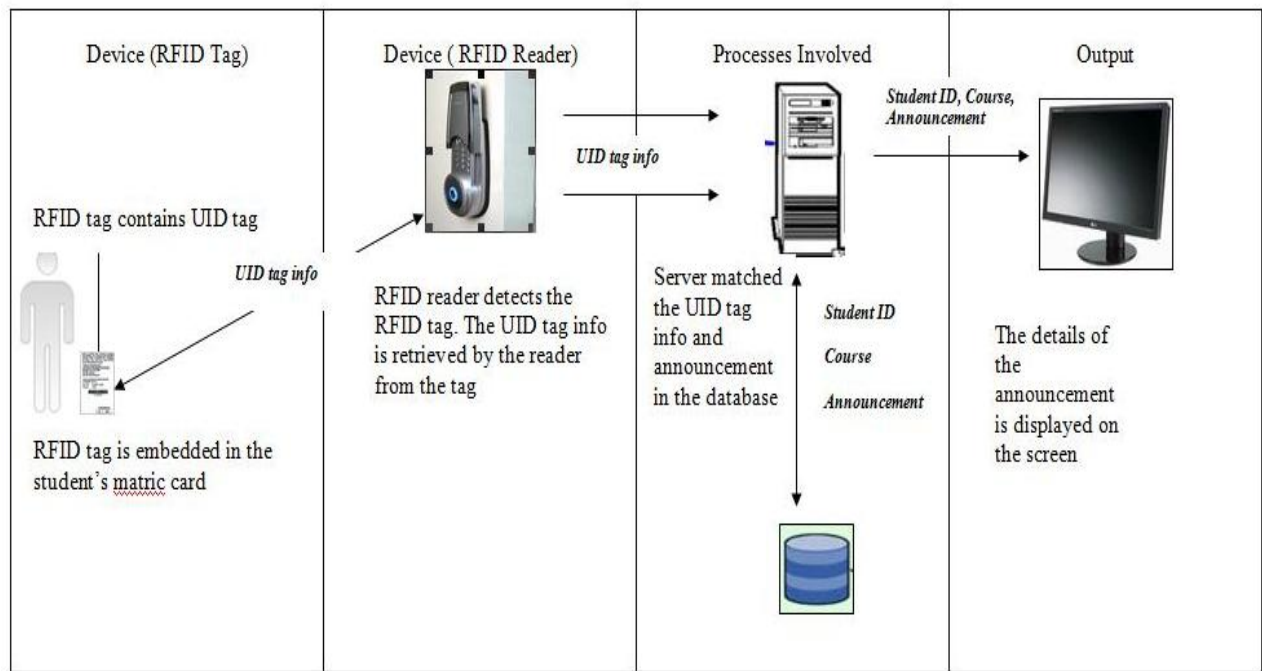 Device (RFID Tag)
RFID tag contains UID tag
UID tag info
RFID tag is embedded in the
student’s matric card
Device ( RFID Reader)
UID tag info
RFID reader detects the
RFID tag. The UID tag info
is retrieved by the reader
from the tag
Processes Involved
Server matched
the UID tag
info and
announcement
in the database
Student ID
Course
Announcement
Output
Student ID, Course,
Announcement
The details of
the
announcement
is displayed on
the screen